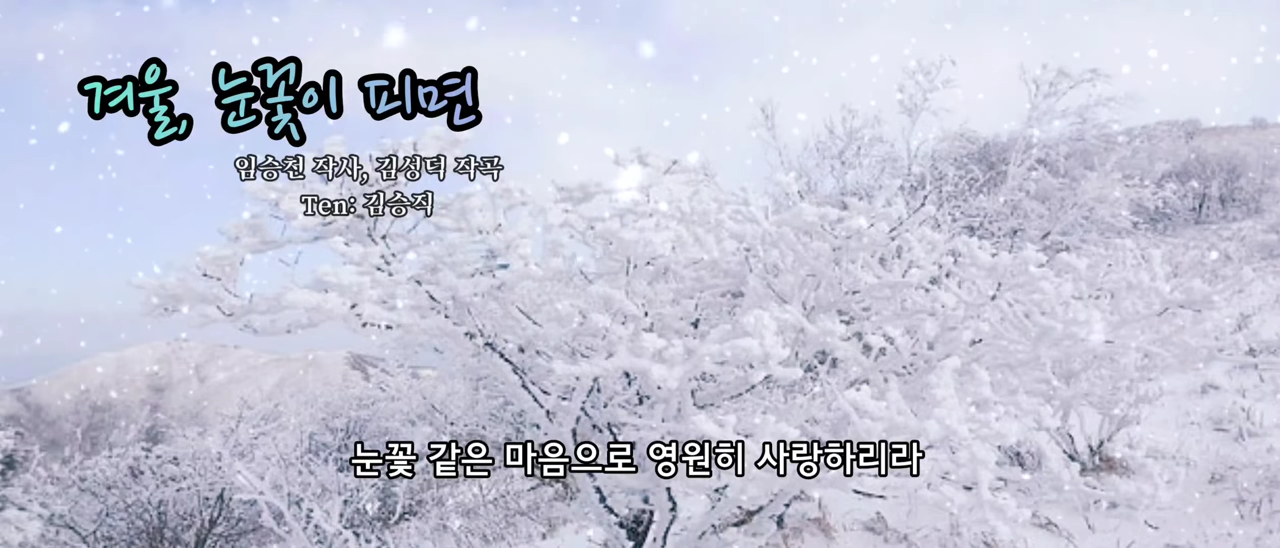 겨울, 눈꽃이 피면
임승천 작사, 김성덕 작곡
Ten: 김승직
눈꽃 같은 마음으로 영원히 사랑하리라